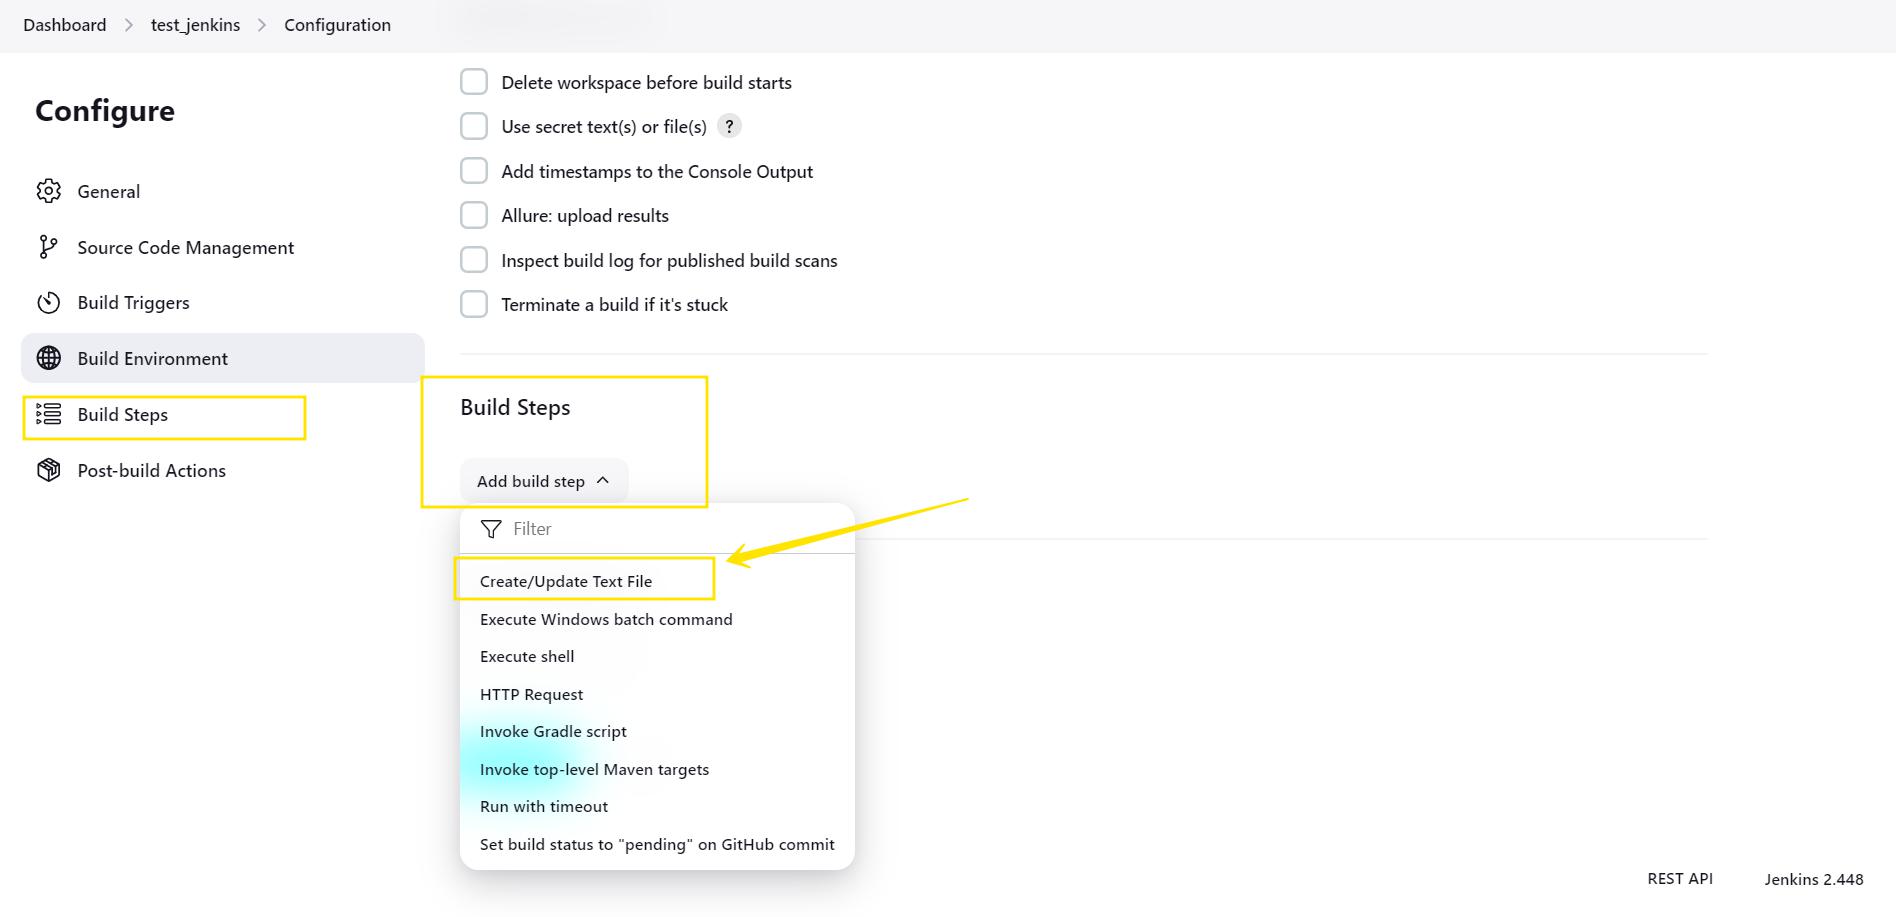 Dashboard > test_jenkins > Configuration
Configure
General
Source Code Management
Build Triggers
Build Environment
Build Steps
Post-build Actions
Delete workspace before build starts
Use secret text(s) or file(s) ?
Add timestamps to the Console Output
Allure: upload results
Inspect build log for published build scans
Terminate a build if it's stuck
Build Steps
Add build step
Filter
Create/Update Text File
Execute Windows batch command
Execute shell
HTTP Request
Invoke Gradle script
Invoke top-level Maven targets
Run with timeout
Set build status to "pending" on GitHub commit
REST API
Jenkins 2.448